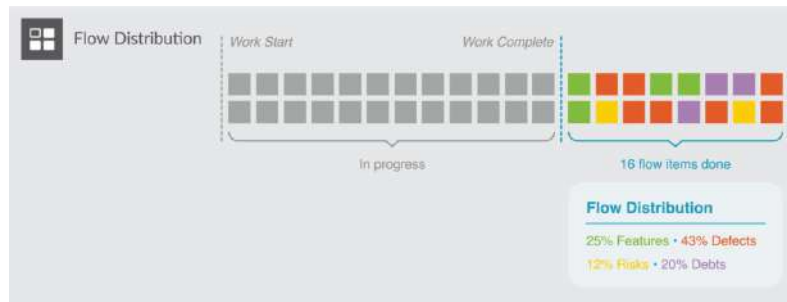 Flow Distribution
Work Start
Work Complete
In progress
16 flow items done
Flow Distribution
25% Features • 43% Defects
12% Risks • 20% Debts